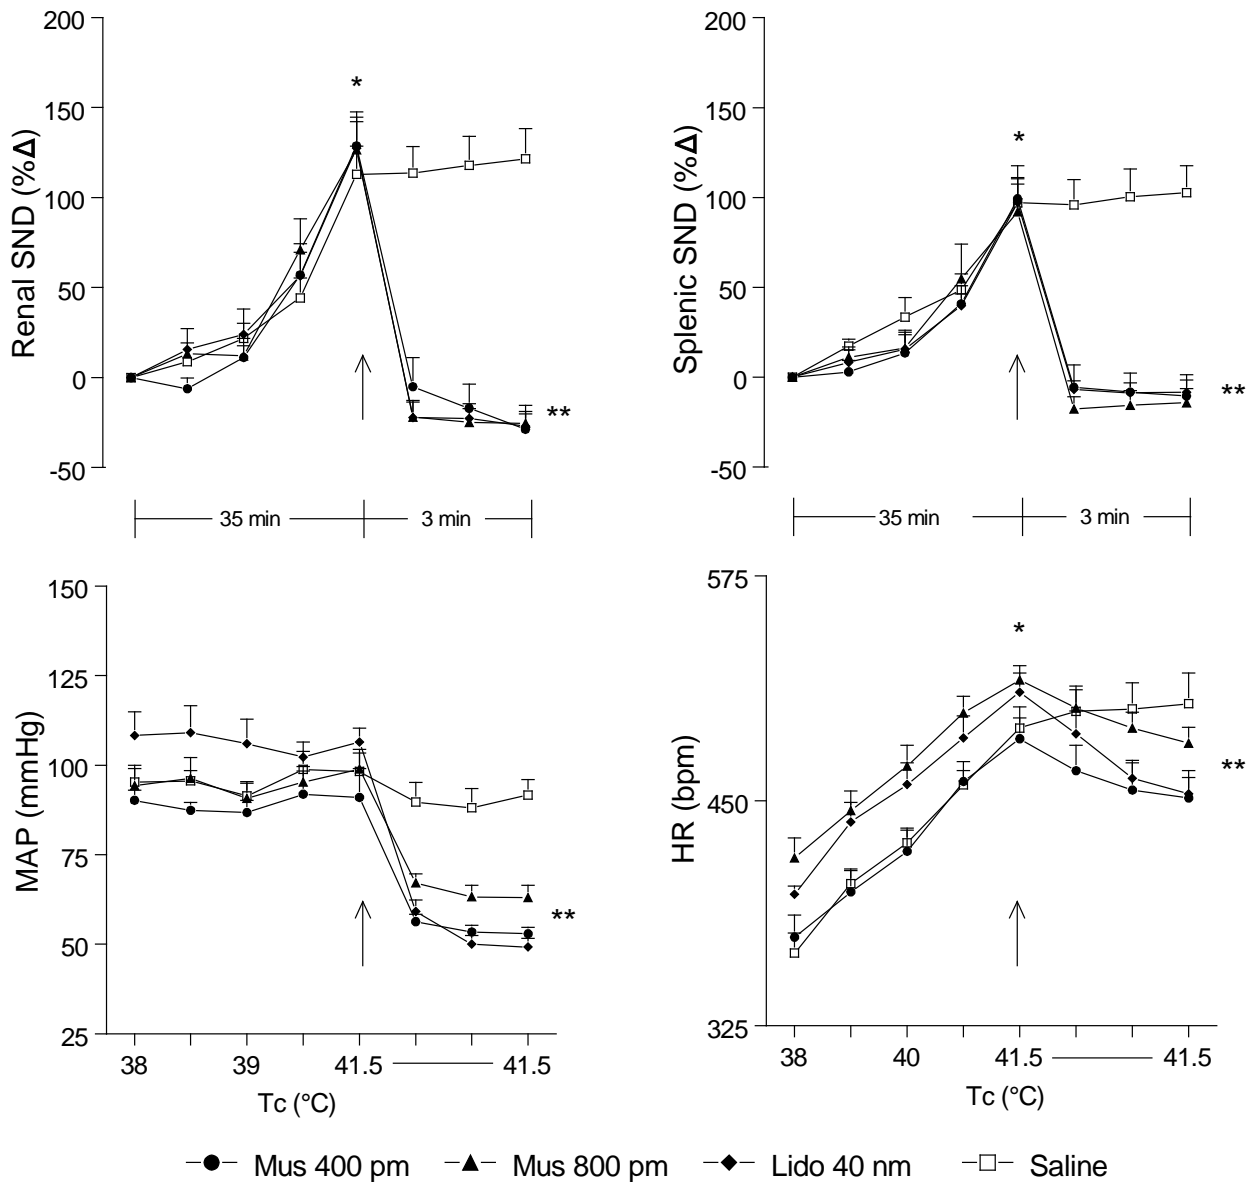 Renal SND (%Δ)
200
150
100
50
0
-50
*
**
35 min
3 min
Splenic SND (%Δ)
200
150
100
50
0
-50
*
**
35 min
3 min
MAP (mmHg)
150
125
100
75
50
25
**
38
39
41.5
41.5
Tc (°C)
HR (bpm)
575
450
325
*
**
38
40
41.5
41.5
Tc (°C)
Mus 400 pm
Mus 800 pm
Lido 40 nm
Saline